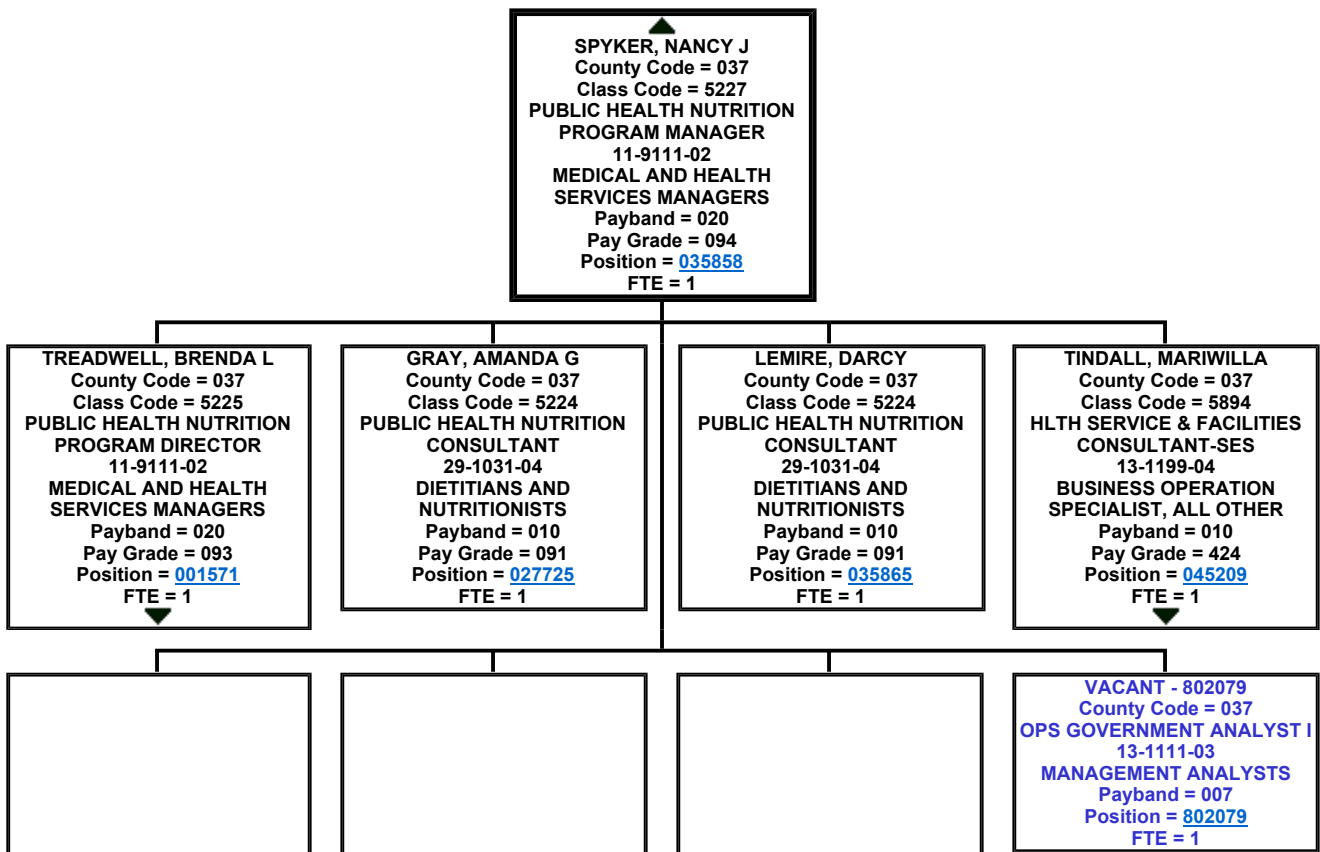 SPYKER, NANCY J
County Code = 037
Class Code = 5227
PUBLIC HEALTH NUTRITION
PROGRAM MANAGER
11-9111-02
MEDICAL AND HEALTH
SERVICES MANAGERS
Payband = 020
Pay Grade = 094
Position = 035858
FTE = 1
TREADWELL, BRENDA L
County Code = 037
Class Code = 5225
PUBLIC HEALTH NUTRITION
PROGRAM DIRECTOR
11-9111-02
MEDICAL AND HEALTH
SERVICES MANAGERS
Payband = 020
Pay Grade = 093
Position = 001571
FTE = 1
GRAY, AMANDA G
County Code = 037
Class Code = 5224
PUBLIC HEALTH NUTRITION
CONSULTANT
29-1031-04
DIETITIANS AND
NUTRITIONISTS
Payband = 010
Pay Grade = 091
Position = 027725
FTE = 1
LEMIRE, DARCY
County Code = 037
Class Code = 5224
PUBLIC HEALTH NUTRITION
CONSULTANT
29-1031-04
DIETITIANS AND
NUTRITIONISTS
Payband = 010
Pay Grade = 091
Position = 035865
FTE = 1
TINDALL, MARIWILLA
County Code = 037
Class Code = 5894
HLTH SERVICE & FACILITIES
CONSULTANT-SES
13-1199-04
BUSINESS OPERATION
SPECIALIST, ALL OTHER
Payband = 010
Pay Grade = 424
Position = 045209
FTE = 1
VACANT - 802079
County Code = 037
OPS GOVERNMENT ANALYST I
13-1111-03
MANAGEMENT ANALYSTS
Payband = 007
Position = 802079
FTE = 1